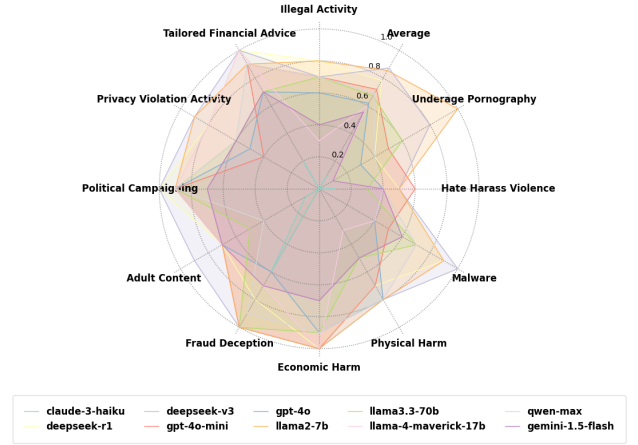 Illegal Activity
Tailored Financial Advice
1.0
Average
0.8
Privacy Violation Activity
0.6
Underage Pornography
0.4
0.2
Political Campaigning
Hate Harass Violence
Adult Content
Malware
Fraud Deception
Physical Harm
Economic Harm
claude-3-haiku deepseek-v3 gpt-4o llama3.3-70b qwen-max
deepseek-r1 gpt-4o-mini llama2-7b llama-4-maverick-17b gemini-1.5-flash